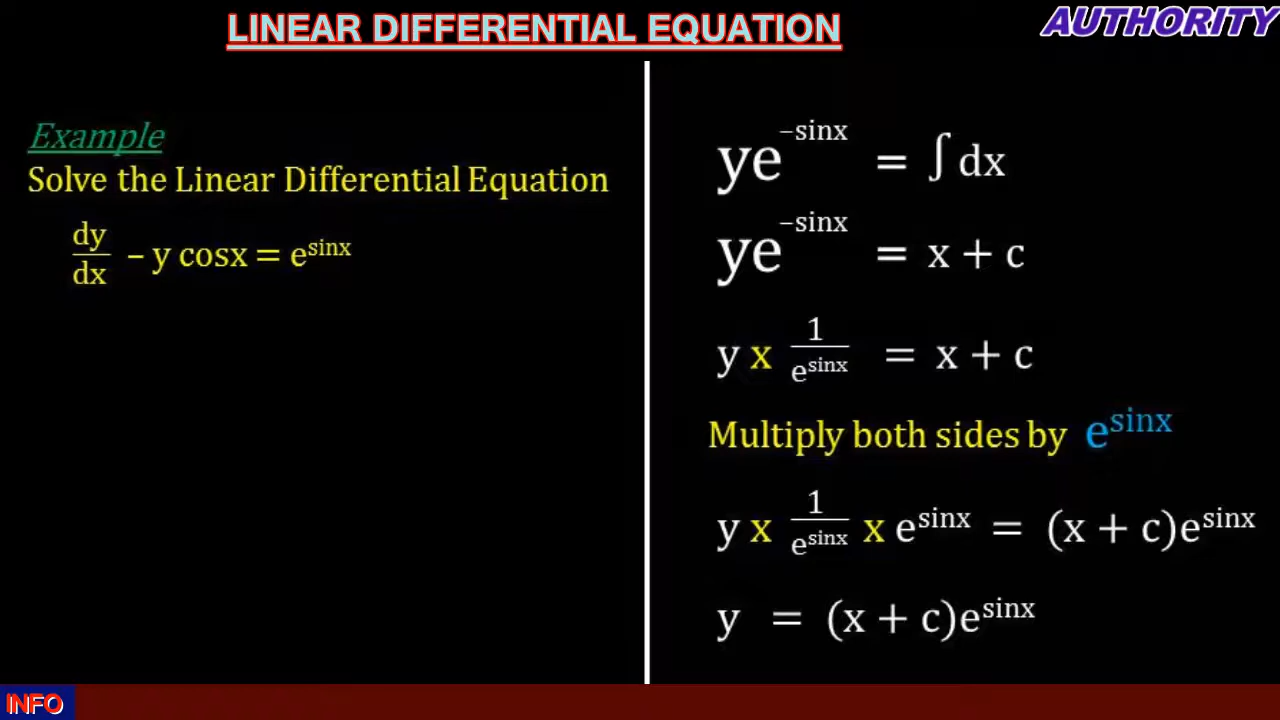 LINEAR DIFFERENTIAL EQUATION
AUTHORITY
Example
Solve the Linear Differential Equation
dy/dx – y cosx = e^sinx
ye^–sinx = ∫ dx
ye^–sinx = x + c
y x 1/e^sinx = x + c
Multiply both sides by e^sinx
y x 1/e^sinx x e^sinx = (x + c)e^sinx
y = (x + c)e^sinx
INFO